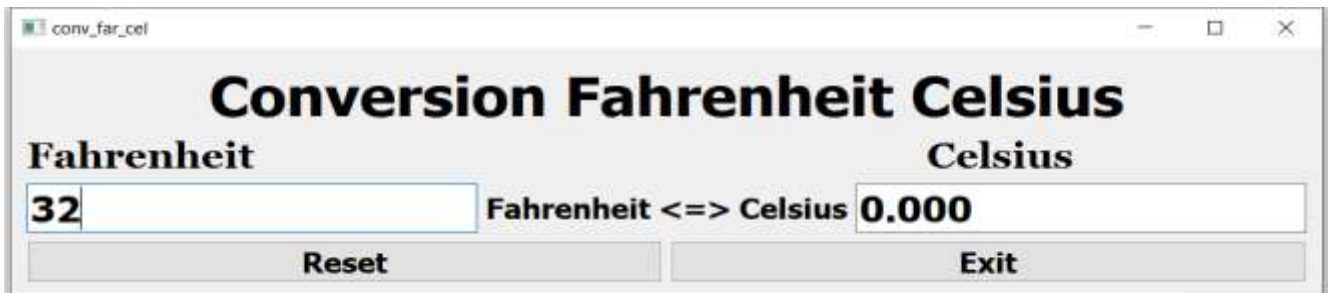 conv_far_cel
Conversion Fahrenheit Celsius
Fahrenheit Celsius
32 Fahrenheit <=> Celsius 0.000
Reset Exit